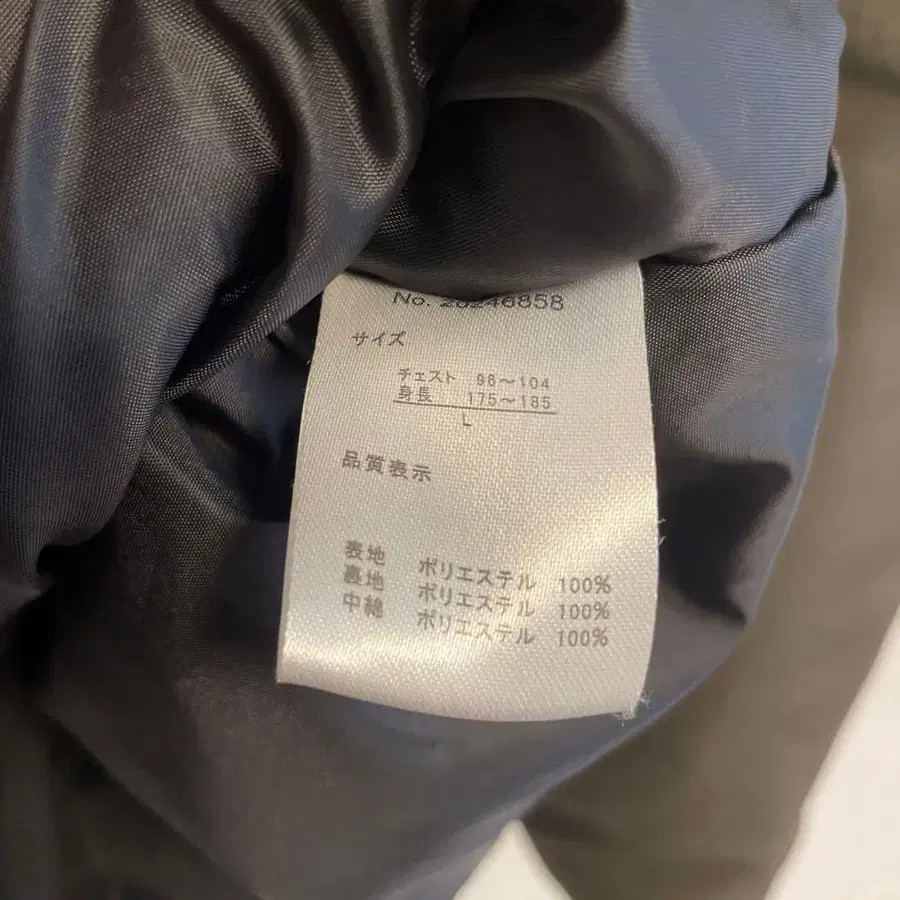 No. 20246858
サイズ
チェスト 96～104
身長 175～185
L
品質表示
表地 ポリエステル 100%
裏地 ポリエステル 100%
中綿 ポリエステル 100%